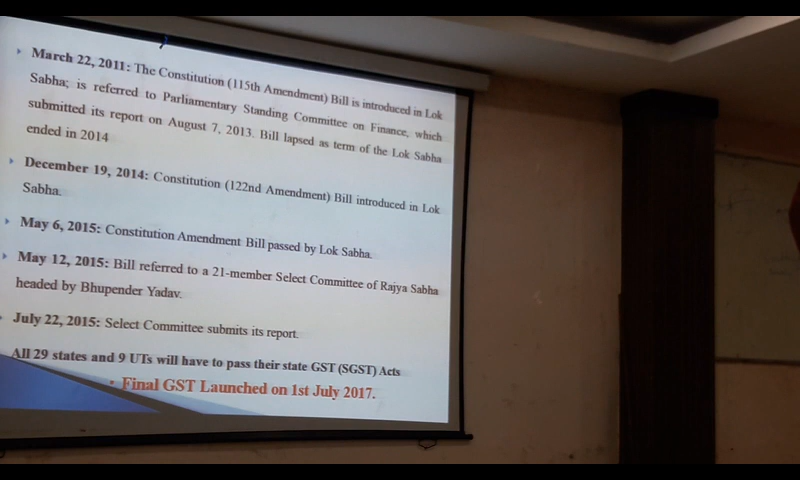 March 22, 2011: The Constitution (115th Amendment) Bill is introduced in Lok
Sabha; is referred to Parliamentary Standing Committee on Finance, which
submitted its report on August 7, 2013. Bill lapsed as term of the Lok Sabha
ended in 2014
December 19, 2014: Constitution (122nd Amendment) Bill introduced in Lok
Sabha.
May 6, 2015: Constitution Amendment Bill passed by Lok Sabha.
May 12, 2015: Bill referred to a 21-member Select Committee of Rajya Sabha
headed by Bhupender Yadav.
July 22, 2015: Select Committee submits its report.
All 29 states and 9 UTs will have to pass their state GST (SGST) Acts
• Final GST Launched on 1st July 2017.